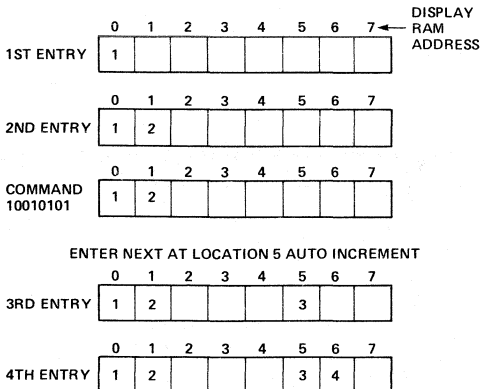 DISPLAY
0 1 2 3 4 5 6 7 ← RAM
ADDRESS
1ST ENTRY 1
0 1 2 3 4 5 6 7
2ND ENTRY 1 2
0 1 2 3 4 5 6 7
COMMAND 1 2
10010101
ENTER NEXT AT LOCATION 5 AUTO INCREMENT
0 1 2 3 4 5 6 7
3RD ENTRY 1 2 3
0 1 2 3 4 5 6 7
4TH ENTRY 1 2 3 4